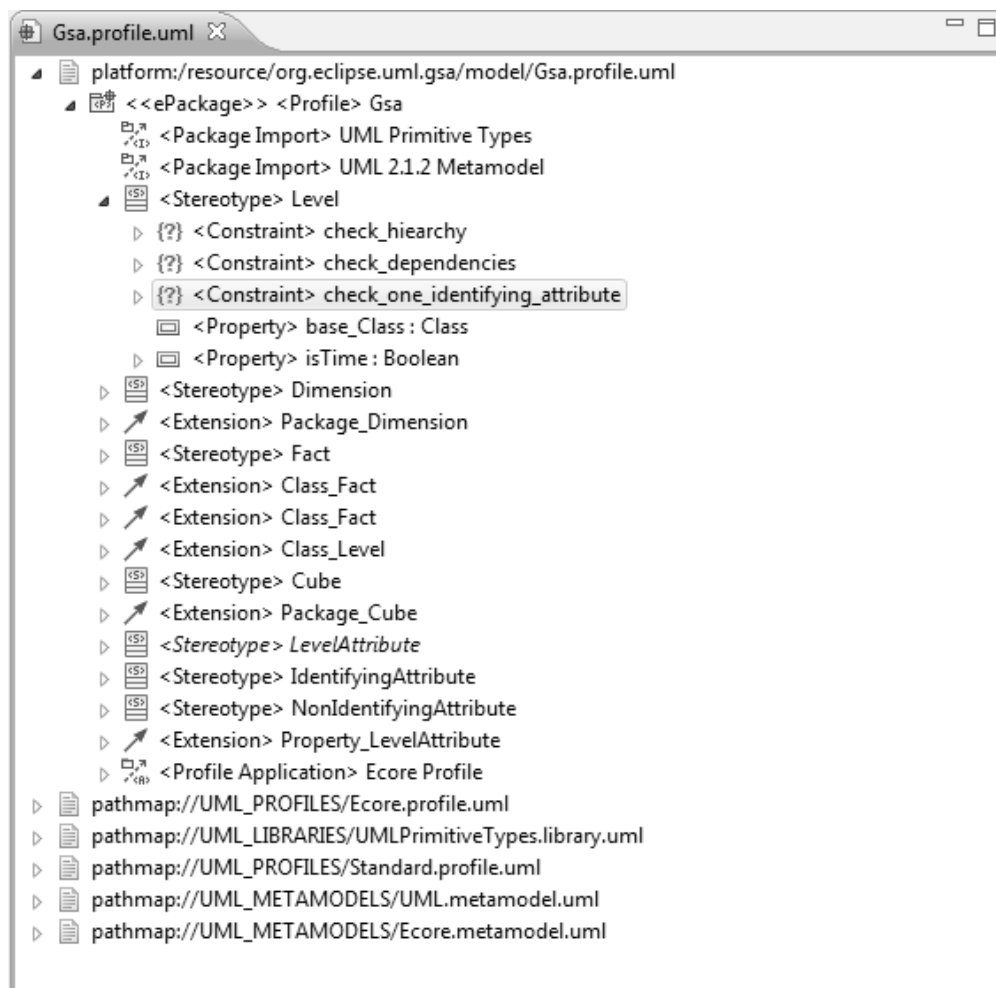 Gsa.profile.uml
platform:/resource/org.eclipse.uml.gsa/model/Gsa.profile.uml
<<ePackage>> <Profile> Gsa
<Package Import> UML Primitive Types
<Package Import> UML 2.1.2 Metamodel
<Stereotype> Level
{?} <Constraint> check_hiearchy
{?} <Constraint> check_dependencies
{?} <Constraint> check_one_identifying_attribute
<Property> base_Class : Class
<Property> isTime : Boolean
<Stereotype> Dimension
<Extension> Package_Dimension
<Stereotype> Fact
<Extension> Class_Fact
<Extension> Class_Fact
<Extension> Class_Level
<Stereotype> Cube
<Extension> Package_Cube
<Stereotype> LevelAttribute
<Stereotype> IdentifyingAttribute
<Stereotype> NonIdentifyingAttribute
<Extension> Property_LevelAttribute
<Profile Application> Ecore Profile
pathmap://UML_PROFILES/Ecore.profile.uml
pathmap://UML_LIBRARIES/UMLPrimitiveTypes.library.uml
pathmap://UML_PROFILES/Standard.profile.uml
pathmap://UML_METAMODELS/UML.metamodel.uml
pathmap://UML_METAMODELS/Ecore.metamodel.uml